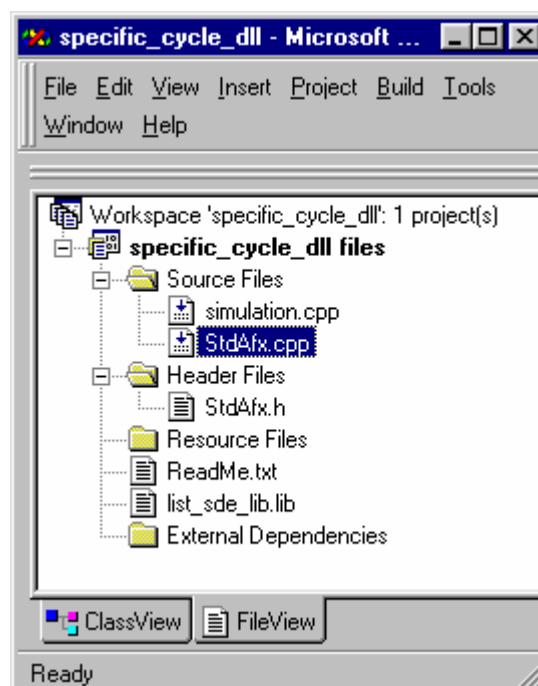 specific_cycle_dll - Microsoft ...
File Edit View Insert Project Build Tools
Window Help
Workspace 'specific_cycle_dll': 1 project(s)
specific_cycle_dll files
Source Files
simulation.cpp
StdAfx.cpp
Header Files
StdAfx.h
Resource Files
ReadMe.txt
list_sde_lib.lib
External Dependencies
ClassView FileView
Ready